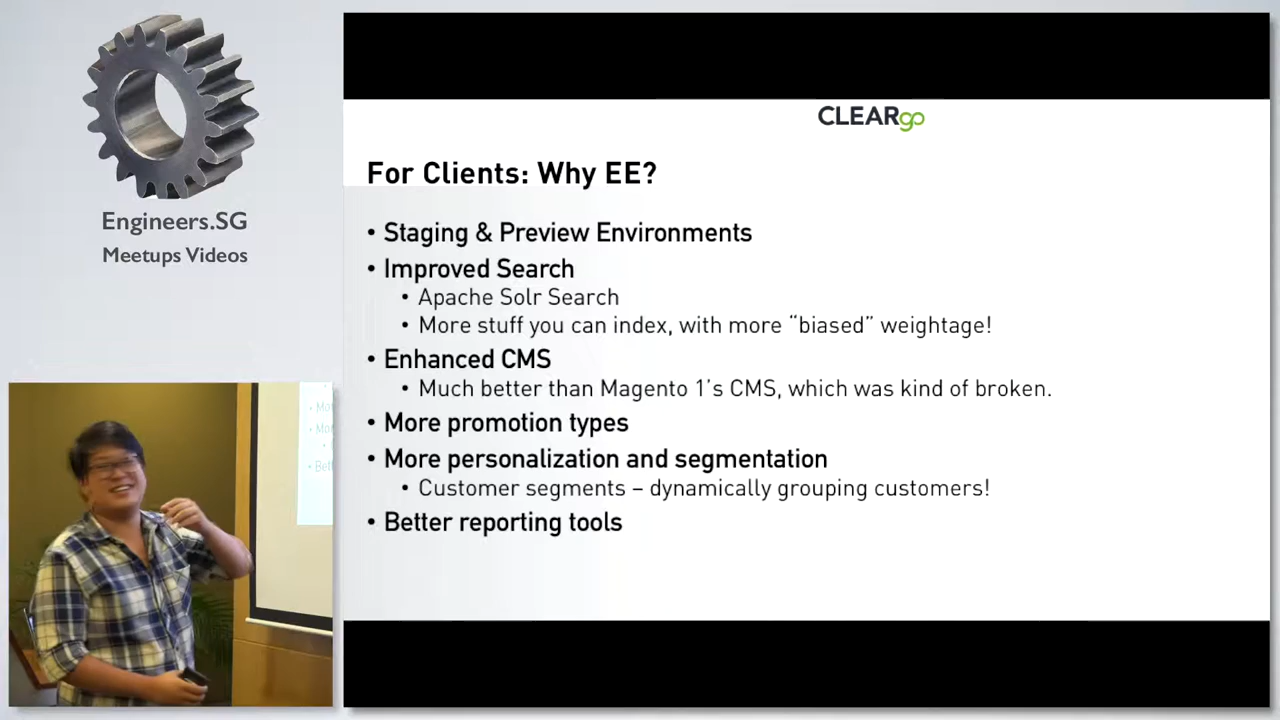 Engineers.SG
Meetups Videos
CLEARgo
For Clients: Why EE?
• Staging & Preview Environments
• Improved Search
• Apache Solr Search
• More stuff you can index, with more “biased” weightage!
• Enhanced CMS
• Much better than Magento 1’s CMS, which was kind of broken.
• More promotion types
• More personalization and segmentation
• Customer segments – dynamically grouping customers!
• Better reporting tools